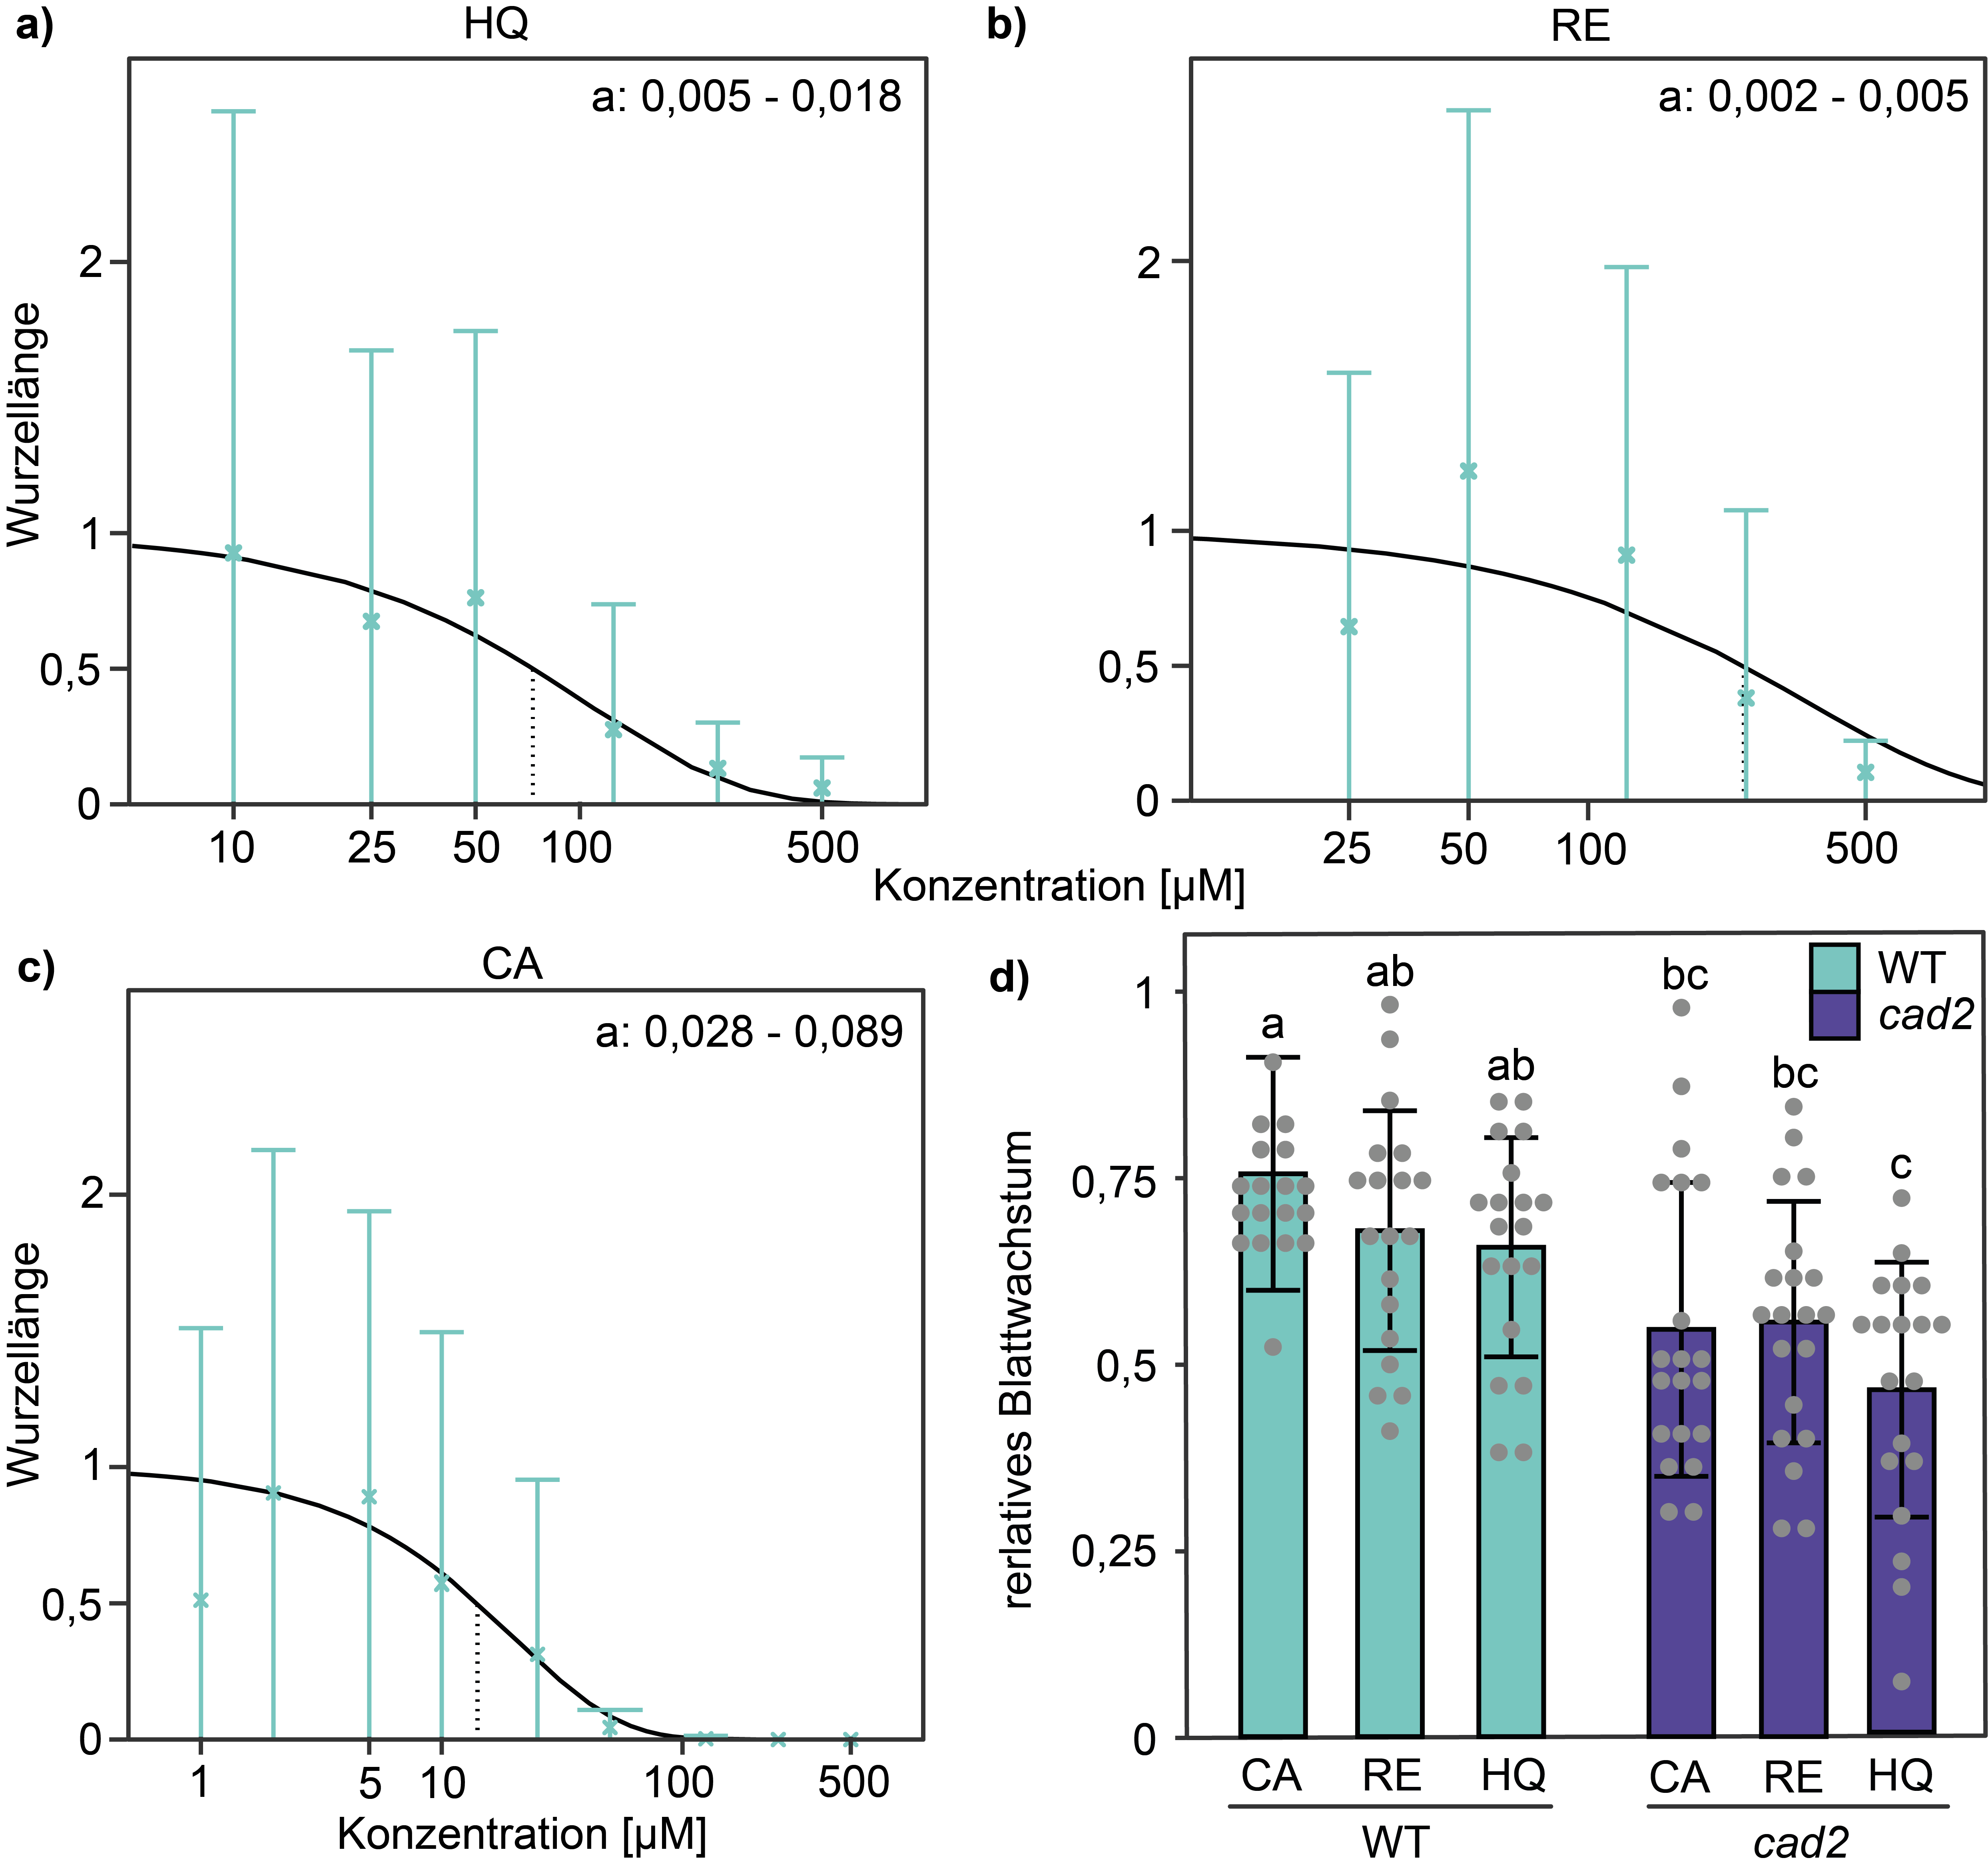 a)
HQ
a: 0,005 - 0,018
Wurzellänge
2
1
0,5
0
10
25
50
100
500
b)
RE
a: 0,002 - 0,005
2
1
0,5
0
25
50
100
500
Konzentration [µM]
c)
CA
a: 0,028 - 0,089
Wurzellänge
2
1
0,5
0
1
5
10
100
500
Konzentration [µM]
d)
WT
cad2
rerlatives Blattwachstum
1
0,75
0,5
0,25
0
a
ab
ab
bc
bc
c
CA
RE
HQ
CA
RE
HQ
WT
cad2